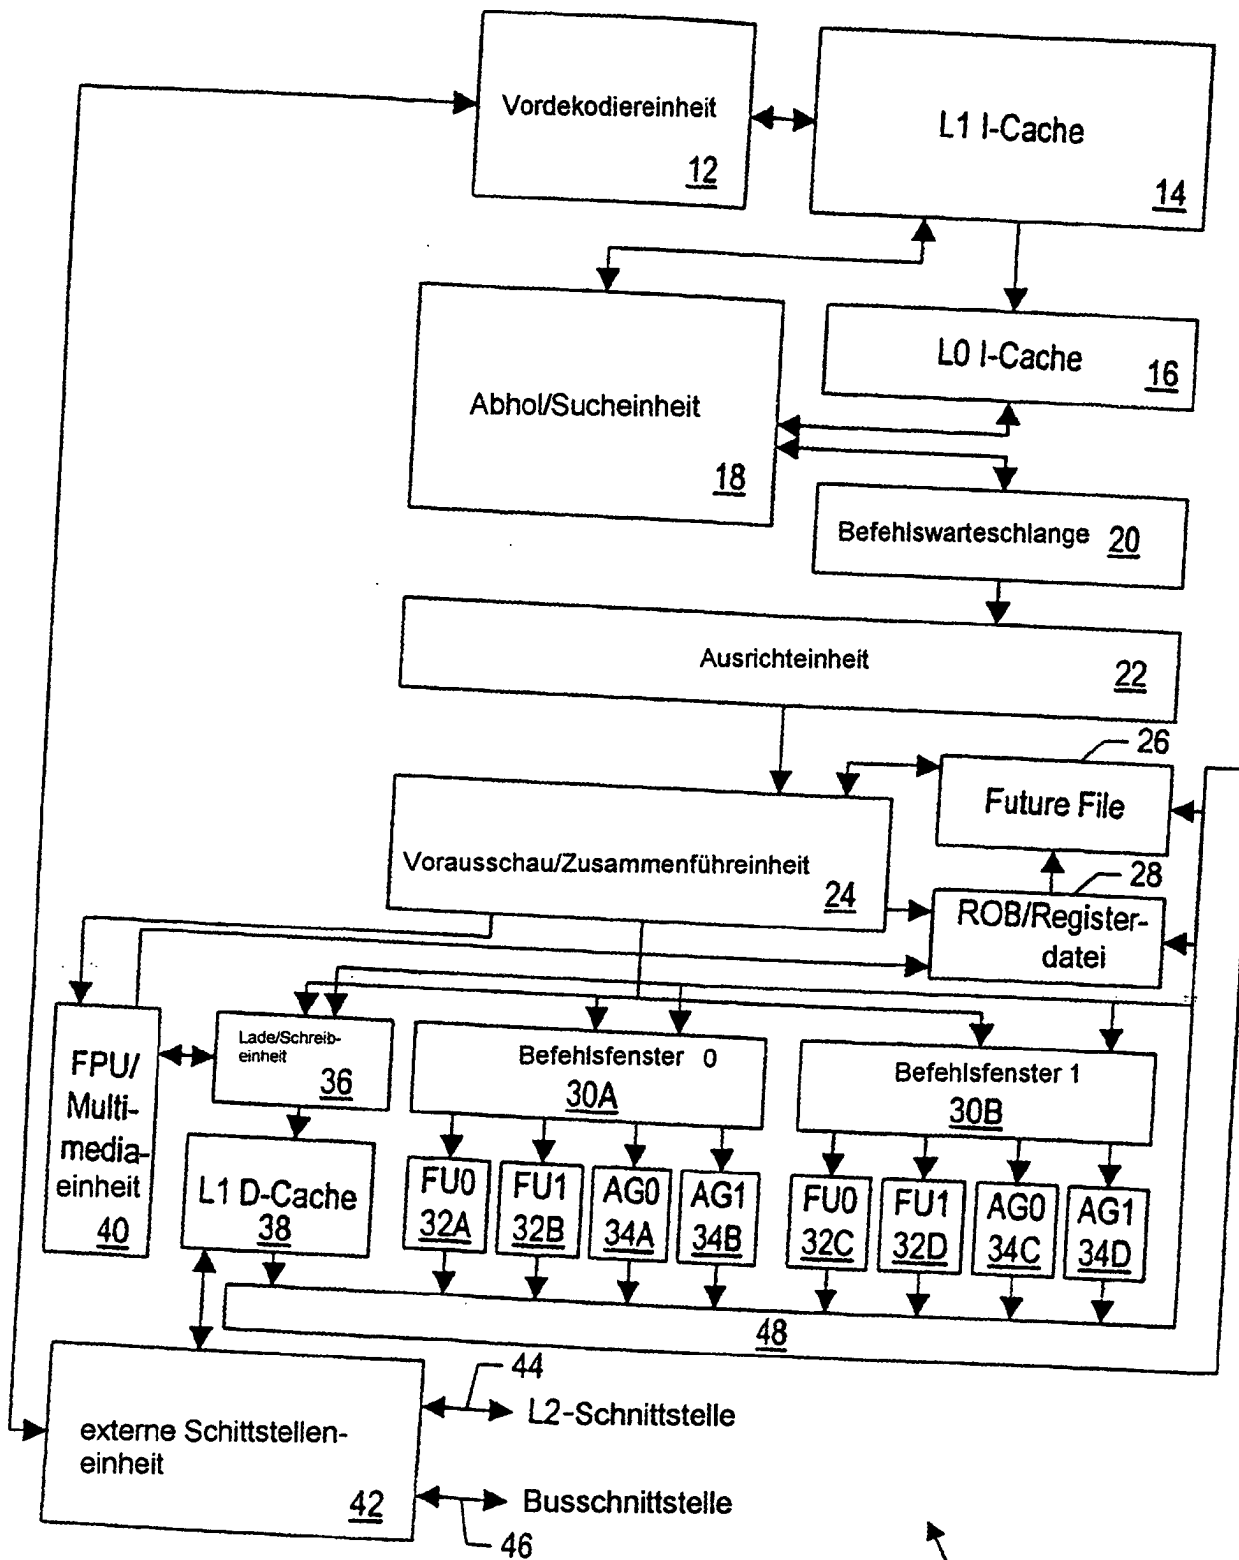 Vordekodiereinheit
12
L1 I-Cache
14
L0 I-Cache
16
Abhol/Sucheinheit
18
Befehlswarteschlange 20
Ausrichteinheit
22
26
Future File
Vorausschau/Zusammenführeinheit
24
28
ROB/Register-
datei
FPU/
Multi-
media-
einheit
40
Lade/Schreib-
einheit
36
Befehlsfenster 0
30A
Befehlsfenster 1
30B
L1 D-Cache
38
FU0
32A
FU1
32B
AG0
34A
AG1
34B
FU0
32C
FU1
32D
AG0
34C
AG1
34D
48
externe Schittstellen-
einheit
42
44
L2-Schnittstelle
Busschnittstelle
46